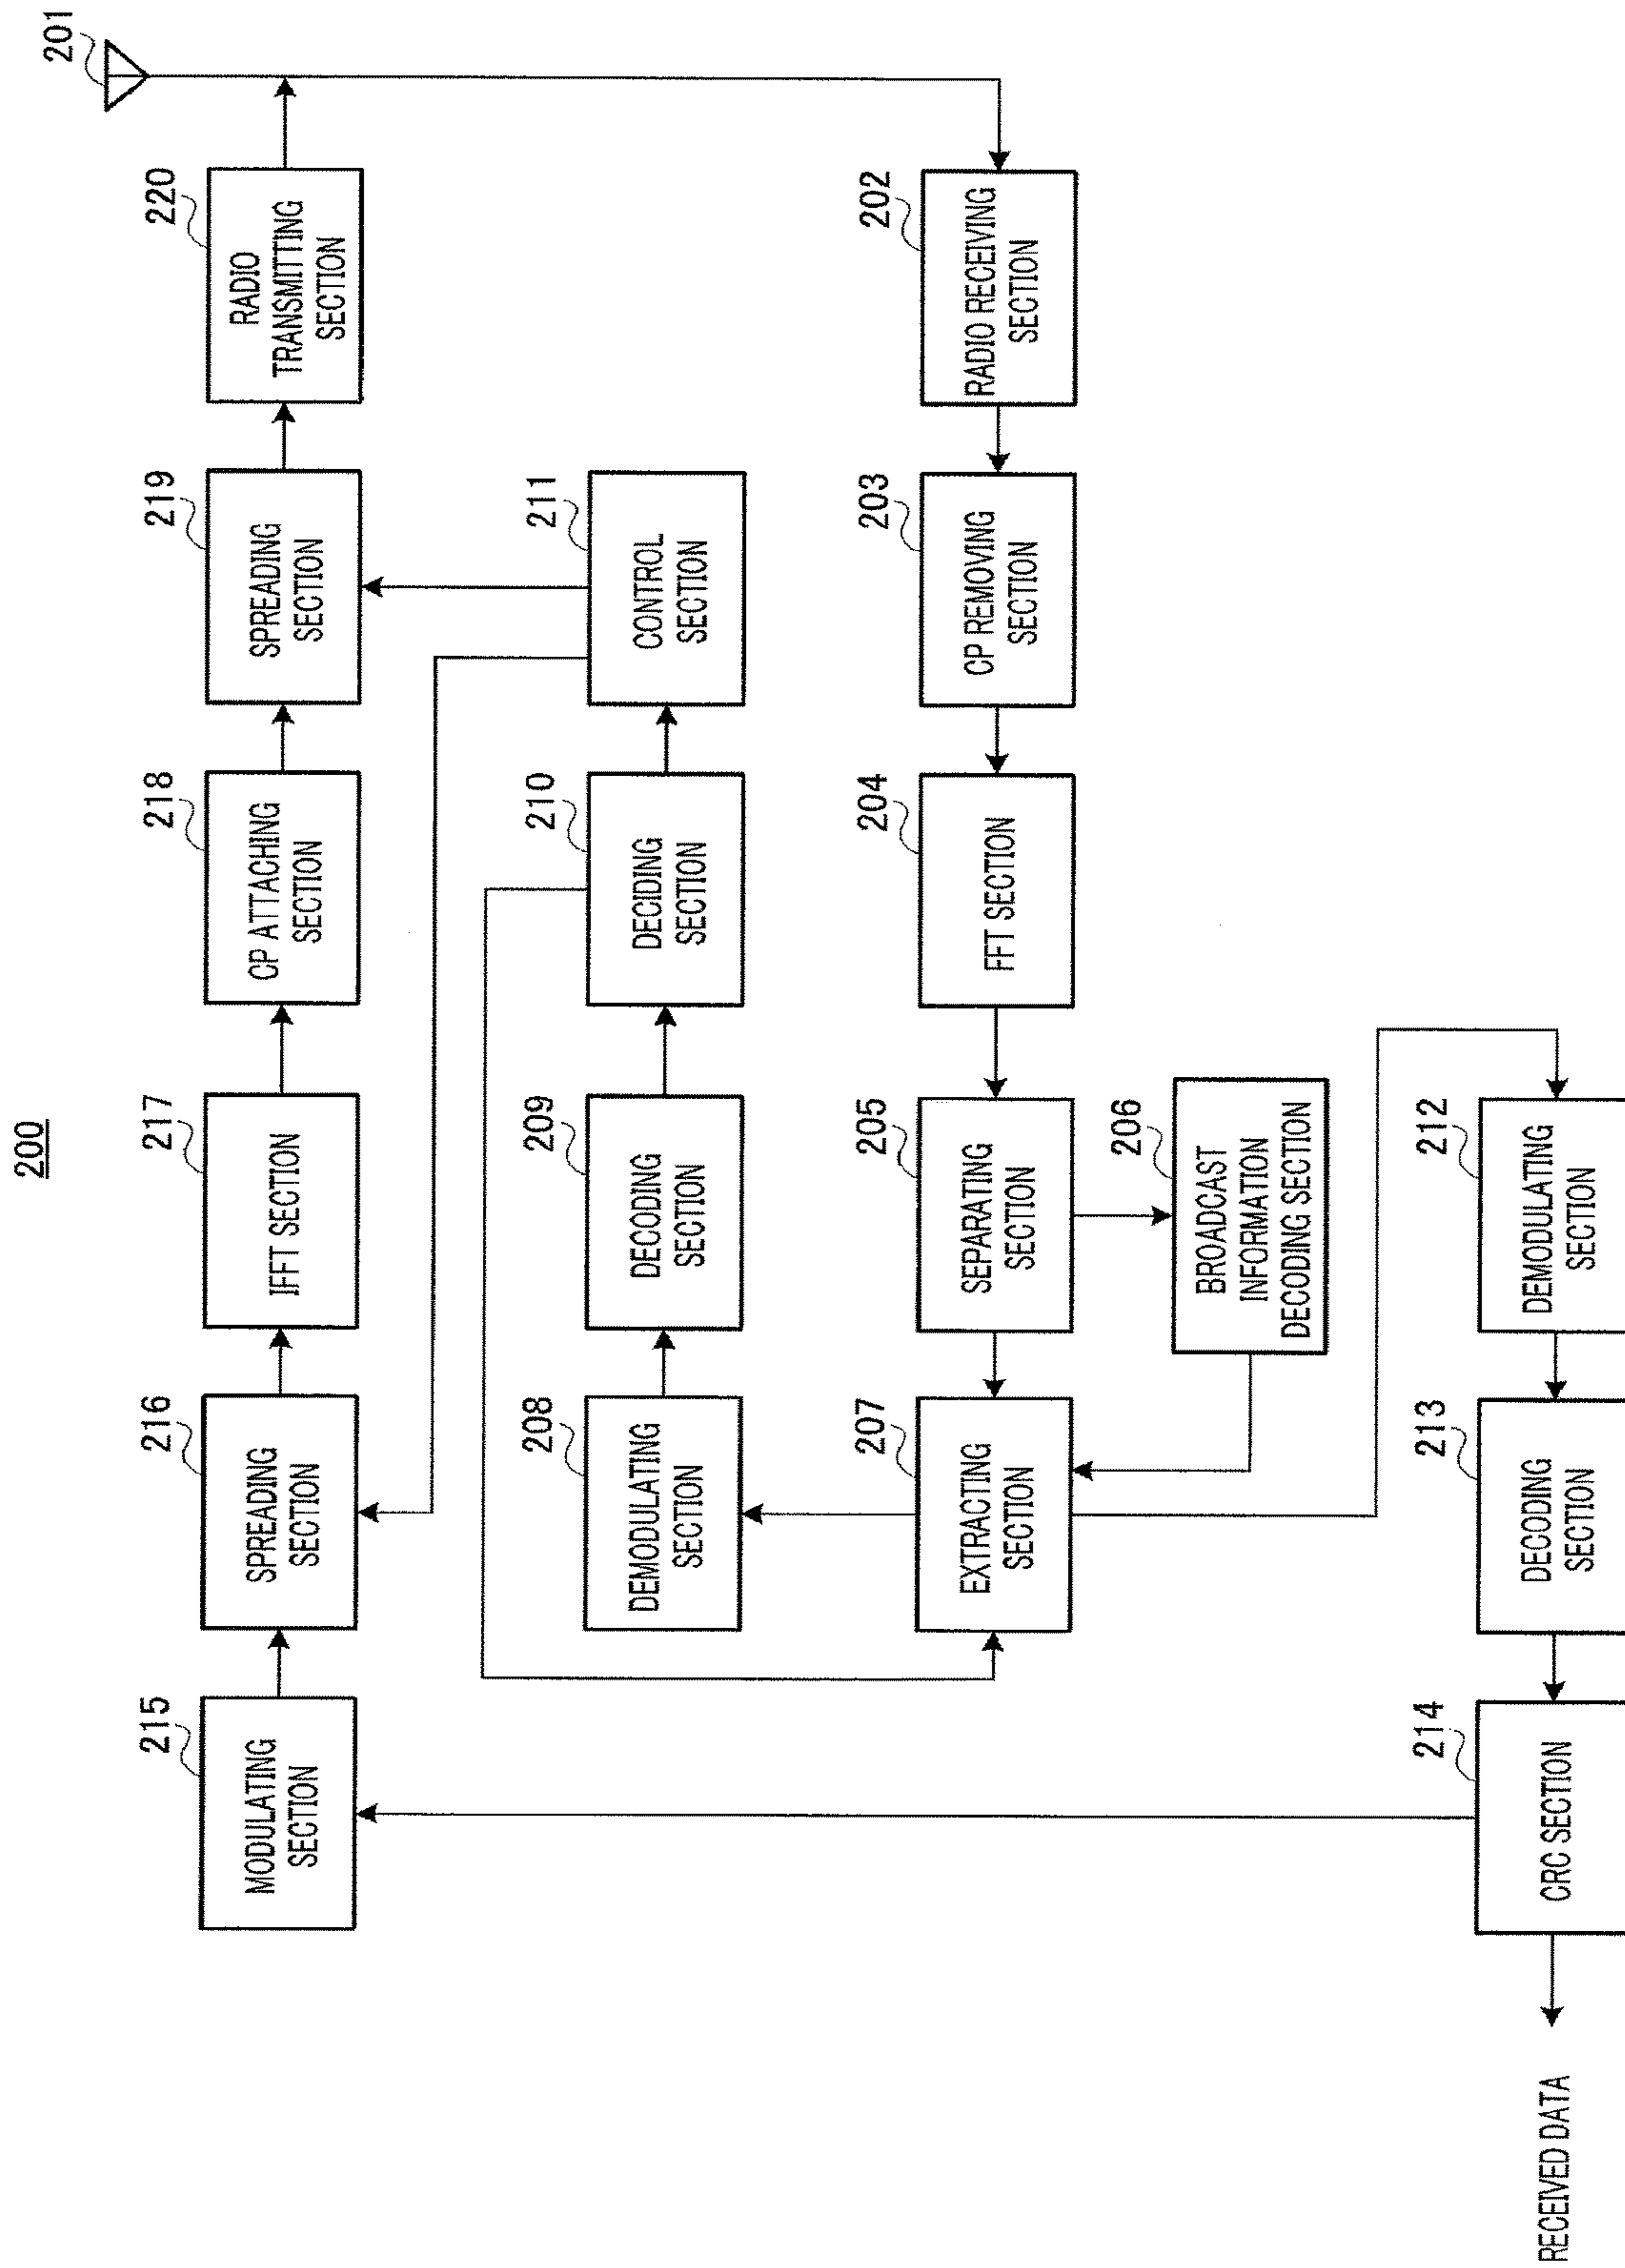 200
201
220
RADIO
TRANSMITTING
SECTION
219
SPREADING
SECTION
218
CP ATTACHING
SECTION
217
IFFT SECTION
216
SPREADING
SECTION
215
MODULATING
SECTION
211
CONTROL
SECTION
210
DECIDING
SECTION
209
DECODING
SECTION
208
DEMODULATING
SECTION
202
RADIO RECEIVING
SECTION
203
CP REMOVING
SECTION
204
FFT SECTION
205
SEPARATING
SECTION
206
BROADCAST
INFORMATION
DECODING SECTION
207
EXTRACTING
SECTION
212
DEMODULATING
SECTION
213
DECODING
SECTION
214
CRC SECTION
RECEIVED DATA